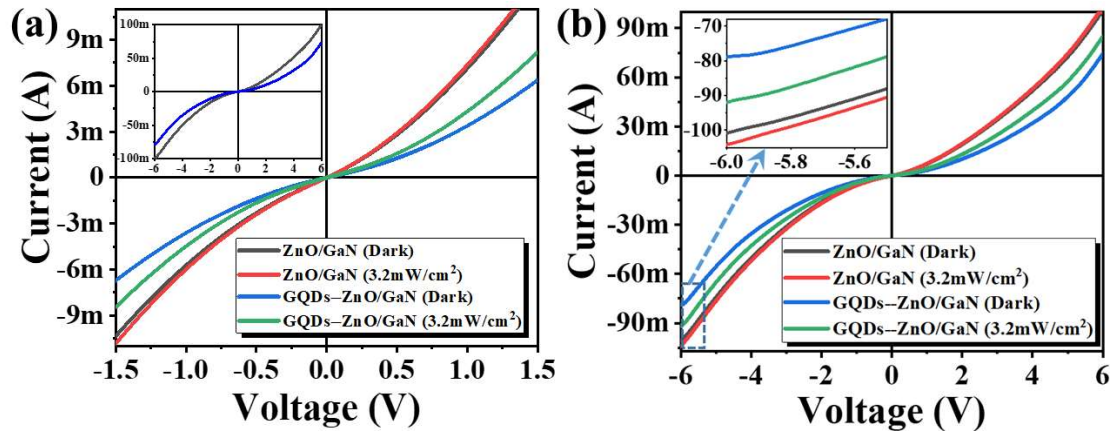 (a)
Current (A)
9m
6m
3m
0
-3m
-6m
-9m
100m
50m
0
-50m
-100m
-6 -4 -2 0 2 4 6
ZnO/GaN (Dark)
ZnO/GaN (3.2mW/cm²)
GQDs--ZnO/GaN (Dark)
GQDs--ZnO/GaN (3.2mW/cm²)
-1.5 -1.0 -0.5 0.0 0.5 1.0 1.5
Voltage (V)
(b)
Current (A)
90m
60m
30m
0
-30m
-60m
-90m
-70
-80
-90
-100
-6.0 -5.8 -5.6
ZnO/GaN (Dark)
ZnO/GaN (3.2mW/cm²)
GQDs--ZnO/GaN (Dark)
GQDs--ZnO/GaN (3.2mW/cm²)
-6 -4 -2 0 2 4 6
Voltage (V)